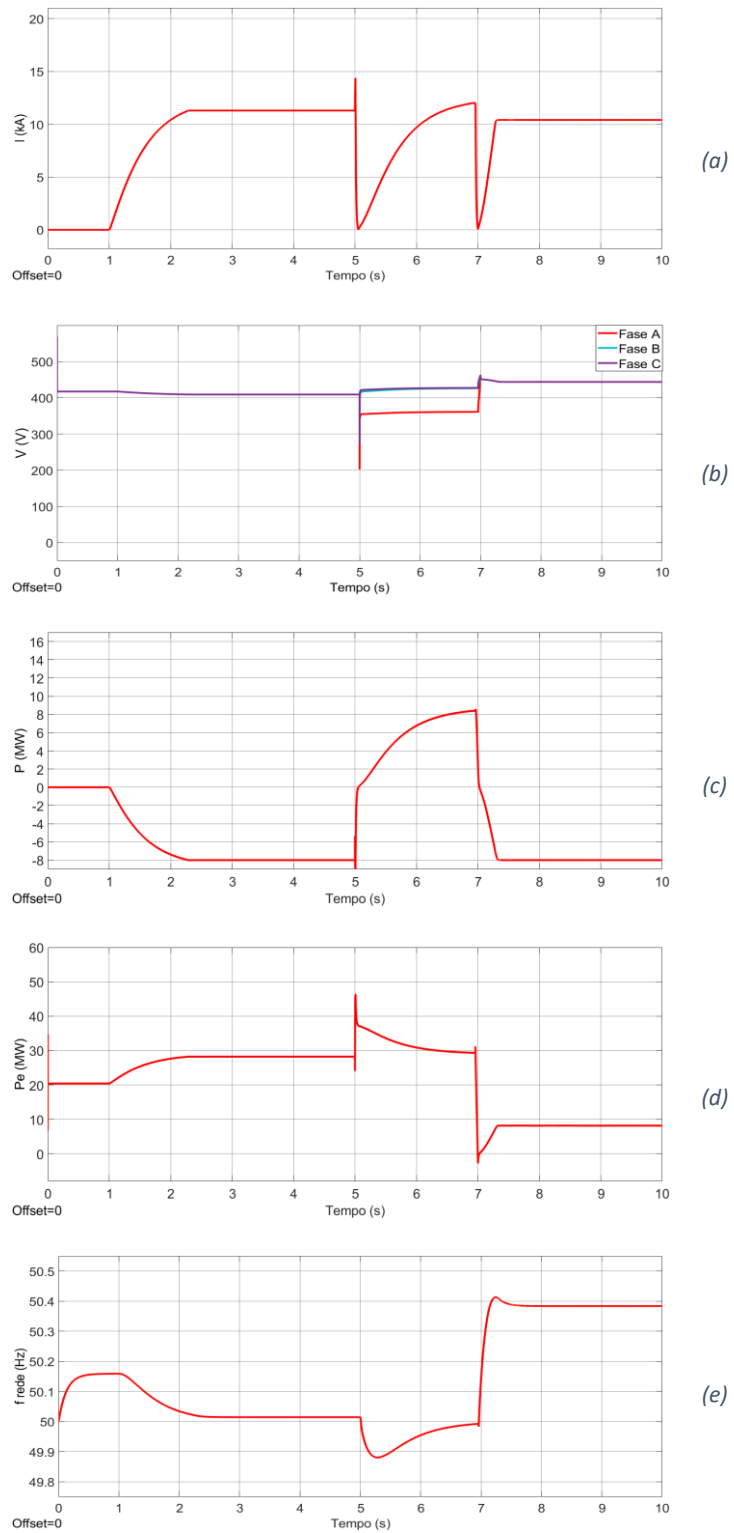 20
15
10
5
0
I (kA)
0 1 2 3 4 5 6 7 8 9 10
Offset=0
Tempo (s)
(a)
Fase A
Fase B
Fase C
500
400
300
200
100
0
V (V)
0 1 2 3 4 5 6 7 8 9 10
Offset=0
Tempo (s)
(b)
16
14
12
10
8
6
4
2
0
-2
-4
-6
-8
P (MW)
0 1 2 3 4 5 6 7 8 9 10
Offset=0
Tempo (s)
(c)
60
50
40
30
20
10
0
Pe (MW)
0 1 2 3 4 5 6 7 8 9 10
Offset=0
Tempo (s)
(d)
50.5
50.4
50.3
50.2
50.1
50
49.9
49.8
f rede (Hz)
0 1 2 3 4 5 6 7 8 9 10
Offset=0
Tempo (s)
(e)